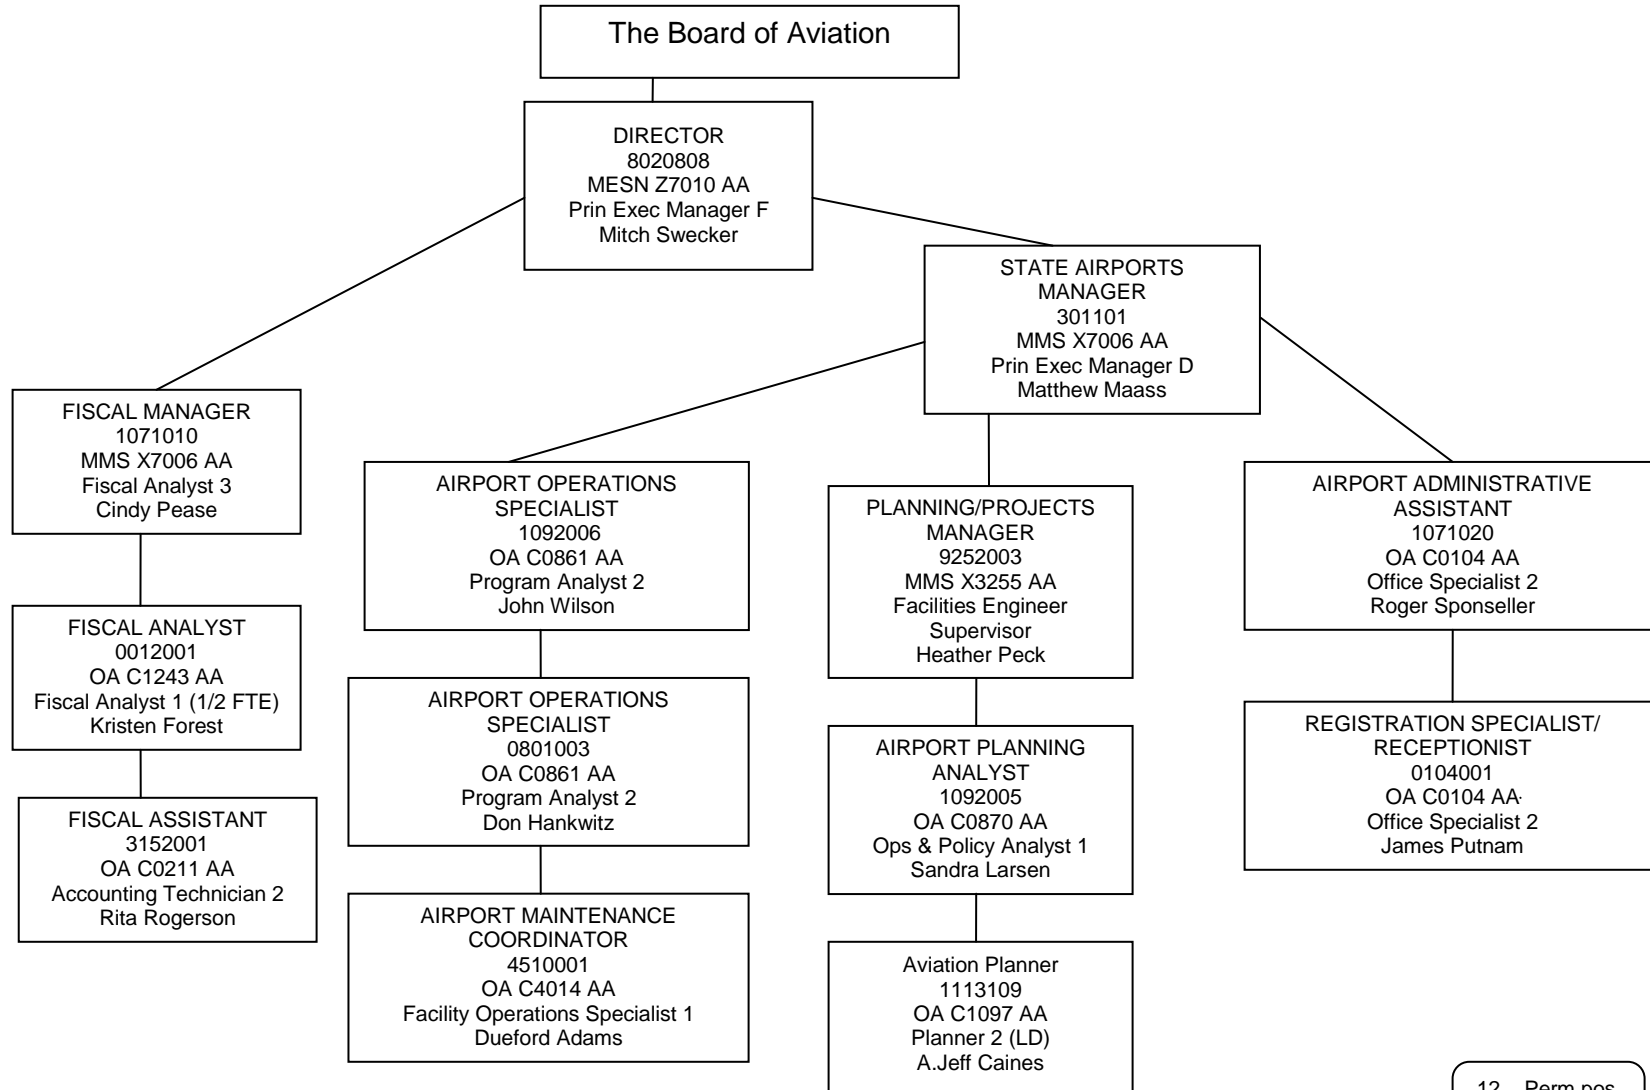 The Board of Aviation
DIRECTOR
8020808
MESN Z7010 AA
Prin Exec Manager F
Mitch Swecker
STATE AIRPORTS
MANAGER
301101
MMS X7006 AA
Prin Exec Manager D
Matthew Maass
FISCAL MANAGER
1071010
MMS X7006 AA
Fiscal Analyst 3
Cindy Pease
FISCAL ANALYST
0012001
OA C1243 AA
Fiscal Analyst 1 (1/2 FTE)
Kristen Forest
FISCAL ASSISTANT
3152001
OA C0211 AA
Accounting Technician 2
Rita Rogerson
AIRPORT OPERATIONS
SPECIALIST
1092006
OA C0861 AA
Program Analyst 2
John Wilson
AIRPORT OPERATIONS
SPECIALIST
0801003
OA C0861 AA
Program Analyst 2
Don Hankwitz
AIRPORT MAINTENANCE
COORDINATOR
4510001
OA C4014 AA
Facility Operations Specialist 1
Dueford Adams
PLANNING/PROJECTS
MANAGER
9252003
MMS X3255 AA
Facilities Engineer
Supervisor
Heather Peck
AIRPORT PLANNING
ANALYST
1092005
OA C0870 AA
Ops & Policy Analyst 1
Sandra Larsen
Aviation Planner
1113109
OA C1097 AA
Planner 2 (LD)
A.Jeff Caines
AIRPORT ADMINISTRATIVE
ASSISTANT
1071020
OA C0104 AA
Office Specialist 2
Roger Sponseller
REGISTRATION SPECIALIST/
RECEPTIONIST
0104001
OA C0104 AA
Office Specialist 2
James Putnam
12 Perm pos